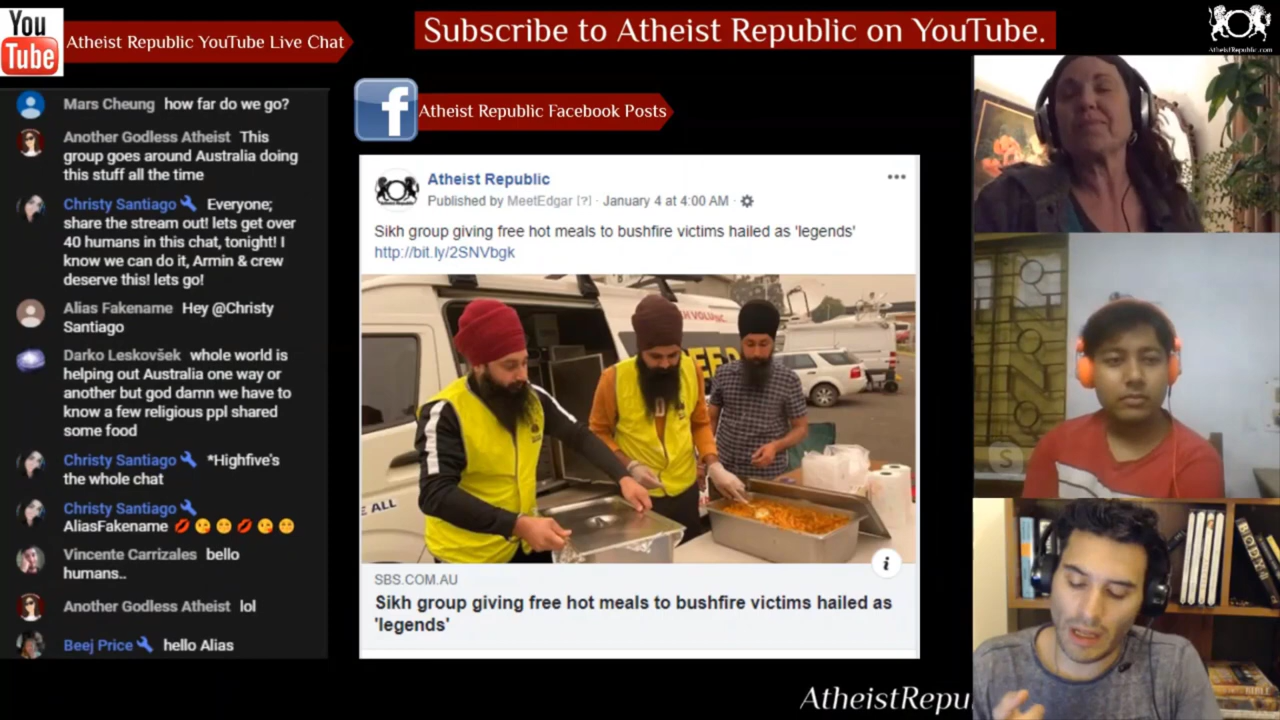 You
Tube
Atheist Republic YouTube Live Chat
Subscribe to Atheist Republic on YouTube.
AtheistRepublic.com
Mars Cheung how far do we go?
Another Godless Atheist This
group goes around Australia doing
this stuff all the time
Christy Santiago Everyone;
share the stream out! lets get over
40 humans in this chat, tonight! I
know we can do it, Armin & crew
deserve this! lets go!
Alias Fakename Hey @Christy
Santiago
Darko Leskovšek whole world is
helping out Australia one way or
another but god damn we have to
know a few religious ppl shared
some food
Christy Santiago *Highfive's
the whole chat
Christy Santiago
AliasFakename 💋😘😁💋😘😁
Vincente Carrizales bello
humans..
Another Godless Atheist lol
Beej Price hello Alias
f
Atheist Republic Facebook Posts
Atheist Republic
Published by MeetEdgar [?] · January 4 at 4:00 AM ·
Sikh group giving free hot meals to bushfire victims hailed as 'legends'
http://bit.ly/2SNVbgk
E ALL
i
SBS.COM.AU
Sikh group giving free hot meals to bushfire victims hailed as
'legends'
S
AtheistRepu